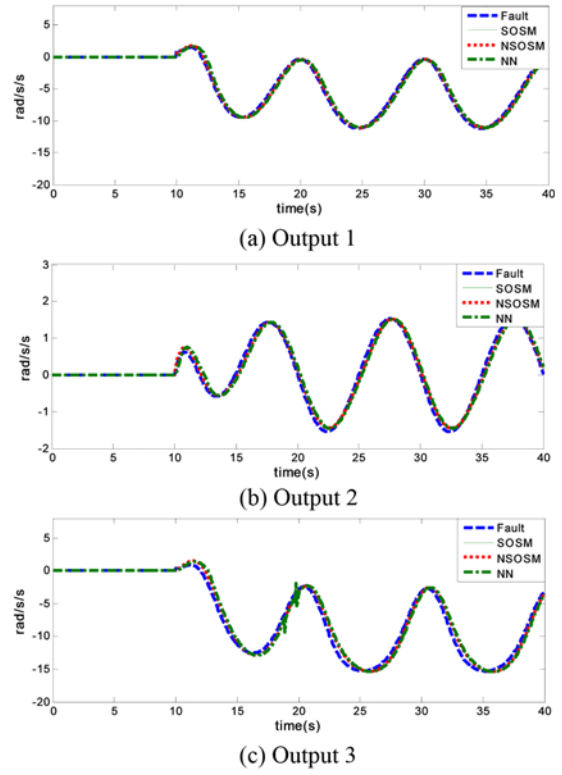 Fault
SOSM
NSOSM
NN
rad/s/s
5
0
-5
-10
-15
-20
0 5 10 15 20 25 30 35 40
time(s)
(a) Output 1
Fault
SOSM
NSOSM
NN
rad/s/s
3
2
1
0
-1
-2
0 5 10 15 20 25 30 35 40
time(s)
(b) Output 2
Fault
SOSM
NSOSM
NN
rad/s/s
5
0
-5
-10
-15
-20
0 5 10 15 20 25 30 35 40
time(s)
(c) Output 3